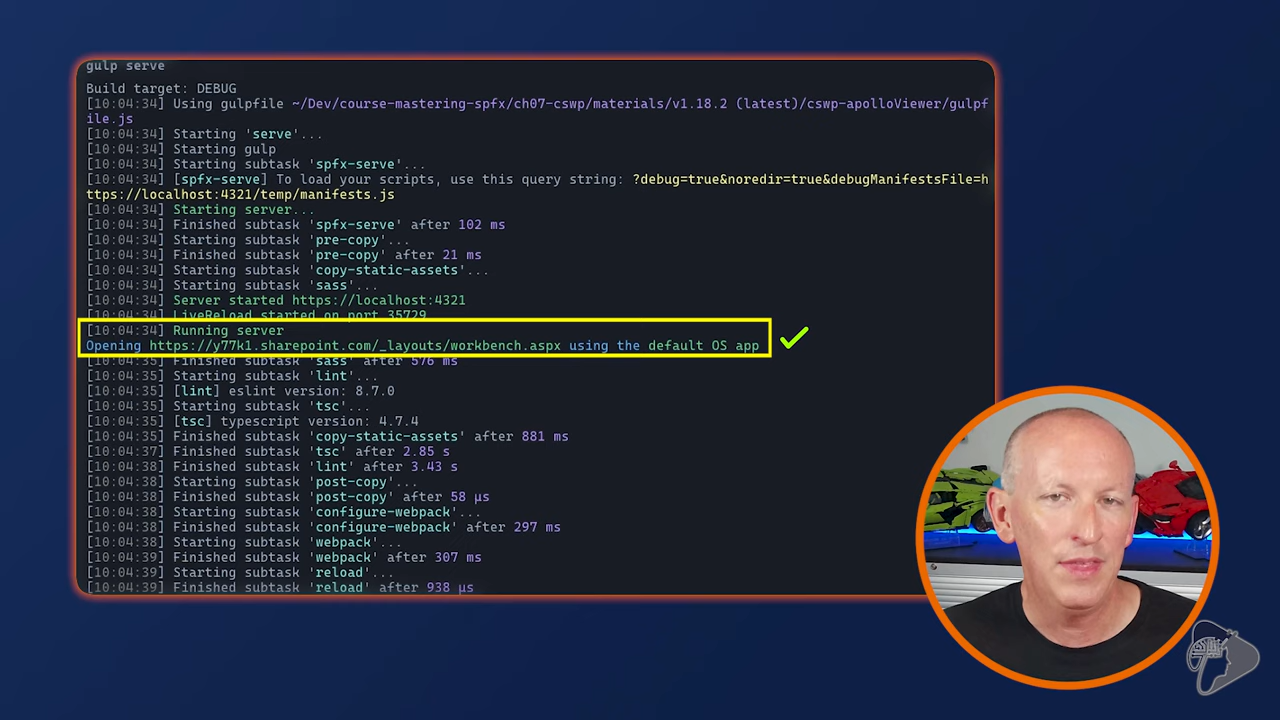 gulp serve
Build target: DEBUG
[10:04:34] Using gulpfile ~/Dev/course-mastering-spfx/ch07-cswp/materials/v1.18.2 (latest)/cswp-apolloViewer/gulpf
ile.js
[10:04:34] Starting 'serve'...
[10:04:34] Starting gulp
[10:04:34] Starting subtask 'spfx-serve'...
[10:04:34] [spfx-serve] To load your scripts, use this query string: ?debug=true&noredir=true&debugManifestsFile=h
ttps://localhost:4321/temp/manifests.js
[10:04:34] Starting server...
[10:04:34] Finished subtask 'spfx-serve' after 102 ms
[10:04:34] Starting subtask 'pre-copy'...
[10:04:34] Finished subtask 'pre-copy' after 21 ms
[10:04:34] Starting subtask 'copy-static-assets'...
[10:04:34] Starting subtask 'sass'...
[10:04:34] Server started https://localhost:4321
[10:04:34] LiveReload started on port 35729
[10:04:34] Running server
Opening https://y77k1.sharepoint.com/_layouts/workbench.aspx using the default OS app
[10:04:35] Finished subtask 'sass' after 576 ms
[10:04:35] Starting subtask 'lint'...
[10:04:35] [lint] eslint version: 8.7.0
[10:04:35] Starting subtask 'tsc'...
[10:04:35] [tsc] typescript version: 4.7.4
[10:04:35] Finished subtask 'copy-static-assets' after 881 ms
[10:04:37] Finished subtask 'tsc' after 2.85 s
[10:04:38] Finished subtask 'lint' after 3.43 s
[10:04:38] Starting subtask 'post-copy'...
[10:04:38] Finished subtask 'post-copy' after 58 μs
[10:04:38] Starting subtask 'configure-webpack'...
[10:04:38] Finished subtask 'configure-webpack' after 297 ms
[10:04:38] Starting subtask 'webpack'...
[10:04:39] Finished subtask 'webpack' after 307 ms
[10:04:39] Starting subtask 'reload'...
[10:04:39] Finished subtask 'reload' after 938 μs